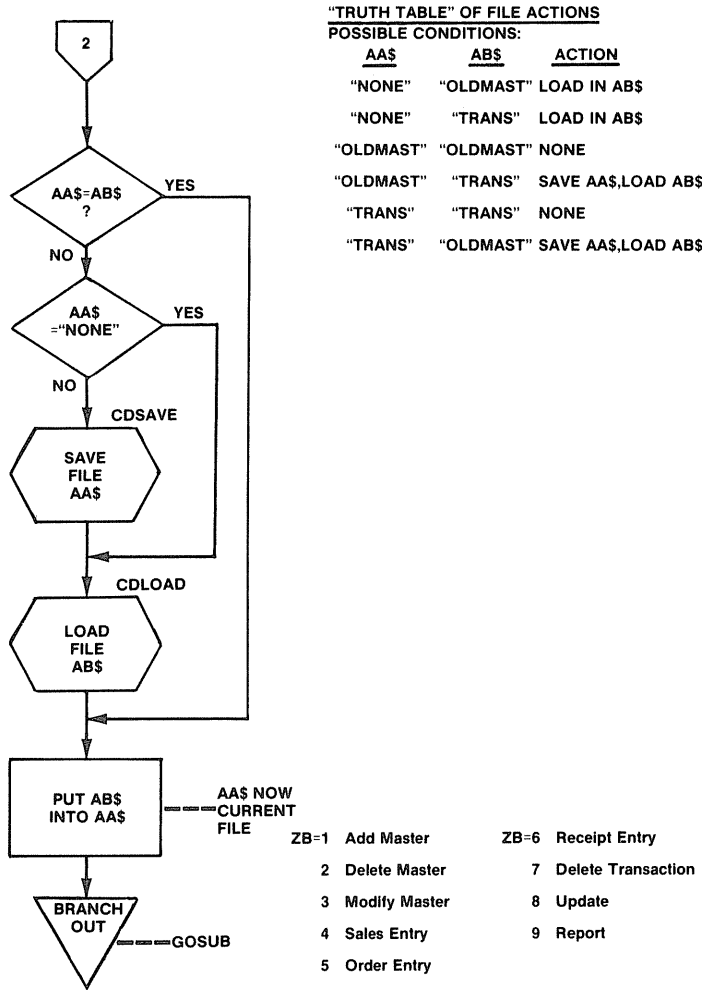 2
"TRUTH TABLE" OF FILE ACTIONS
POSSIBLE CONDITIONS:
AA$ AB$ ACTION
"NONE" "OLDMAST" LOAD IN AB$
"NONE" "TRANS" LOAD IN AB$
"OLDMAST" "OLDMAST" NONE
"OLDMAST" "TRANS" SAVE AA$,LOAD AB$
"TRANS" "TRANS" NONE
"TRANS" "OLDMAST" SAVE AA$,LOAD AB$
AA$=AB$
?
YES
NO
AA$
="NONE"
YES
NO
CDSAVE
SAVE
FILE
AA$
CDLOAD
LOAD
FILE
AB$
PUT AB$
INTO AA$
AA$ NOW
CURRENT
FILE
BRANCH
OUT
GOSUB
ZB=1 Add Master
2 Delete Master
3 Modify Master
4 Sales Entry
5 Order Entry
ZB=6 Receipt Entry
7 Delete Transaction
8 Update
9 Report